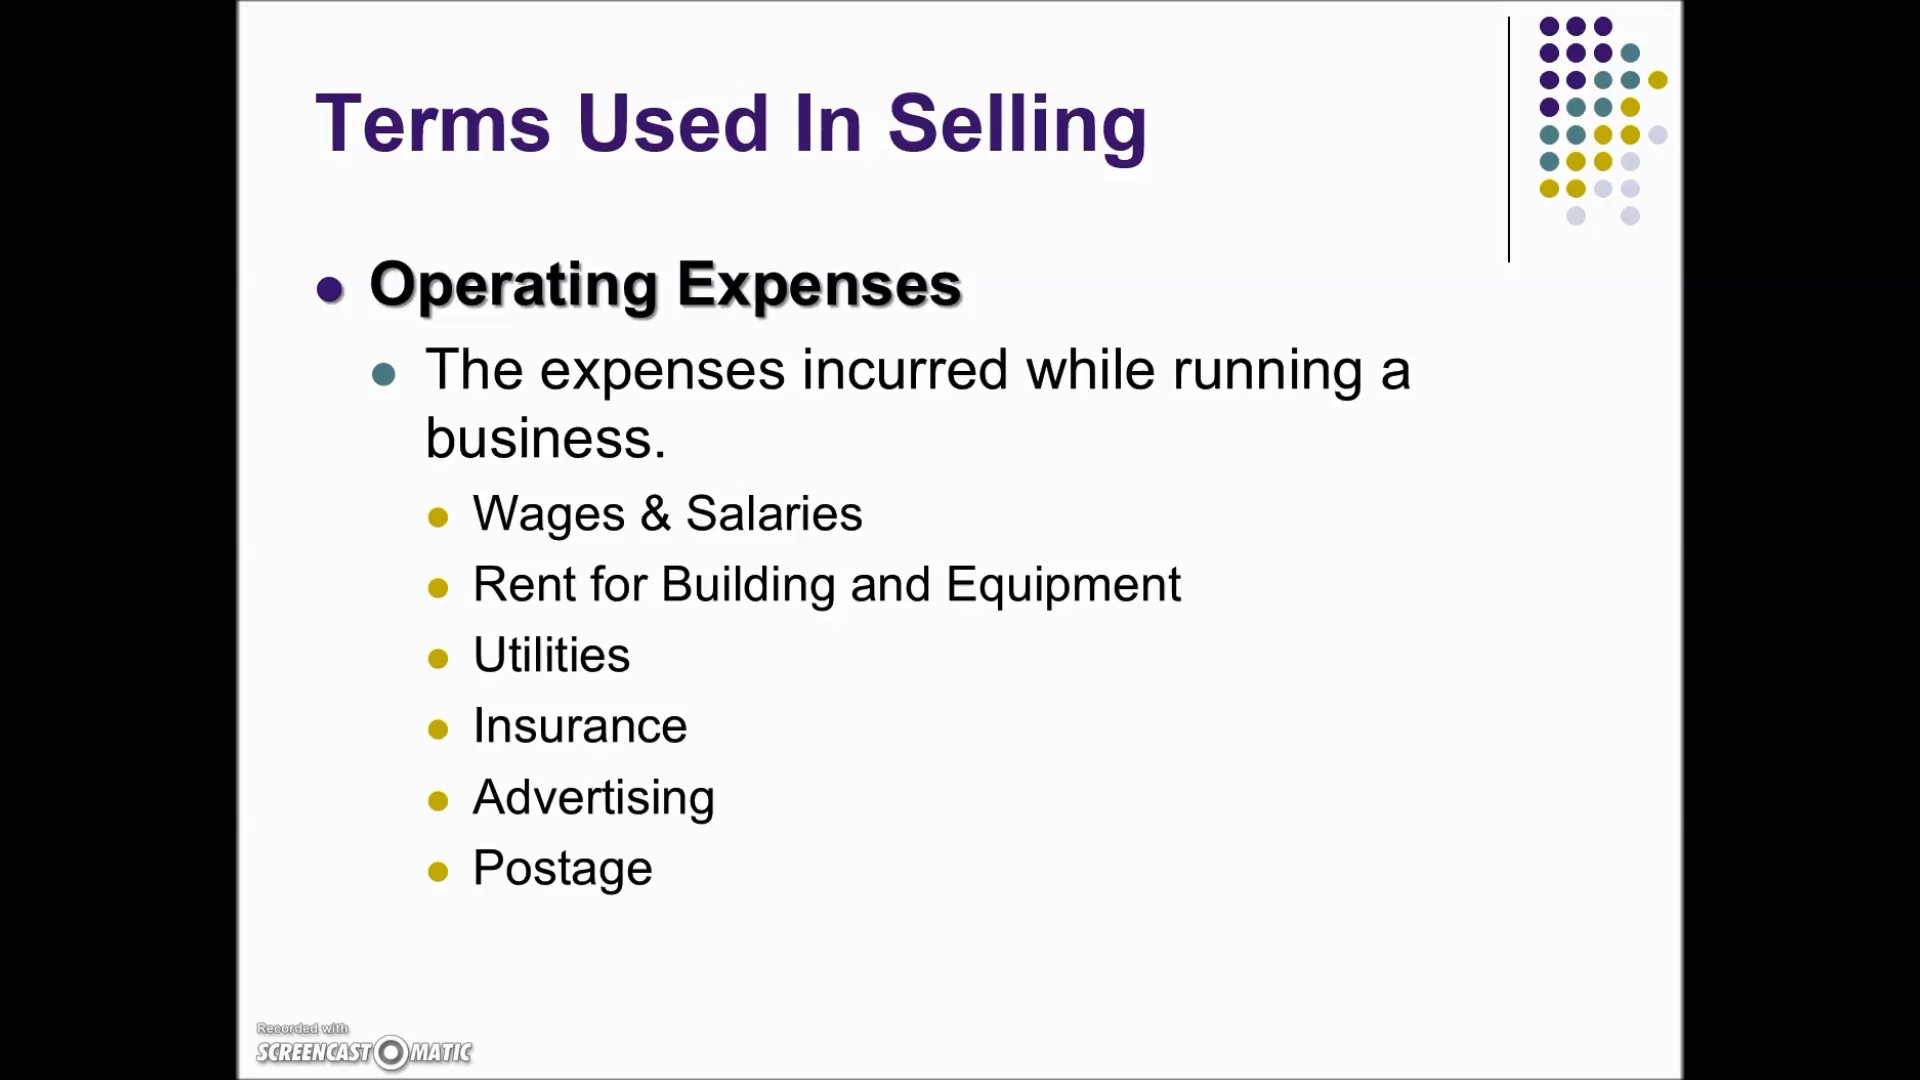 Terms Used In Selling
Operating Expenses
The expenses incurred while running a
business.
Wages & Salaries
Rent for Building and Equipment
Utilities
Insurance
Advertising
Postage
Recorded with
SCREENCAST MATIC